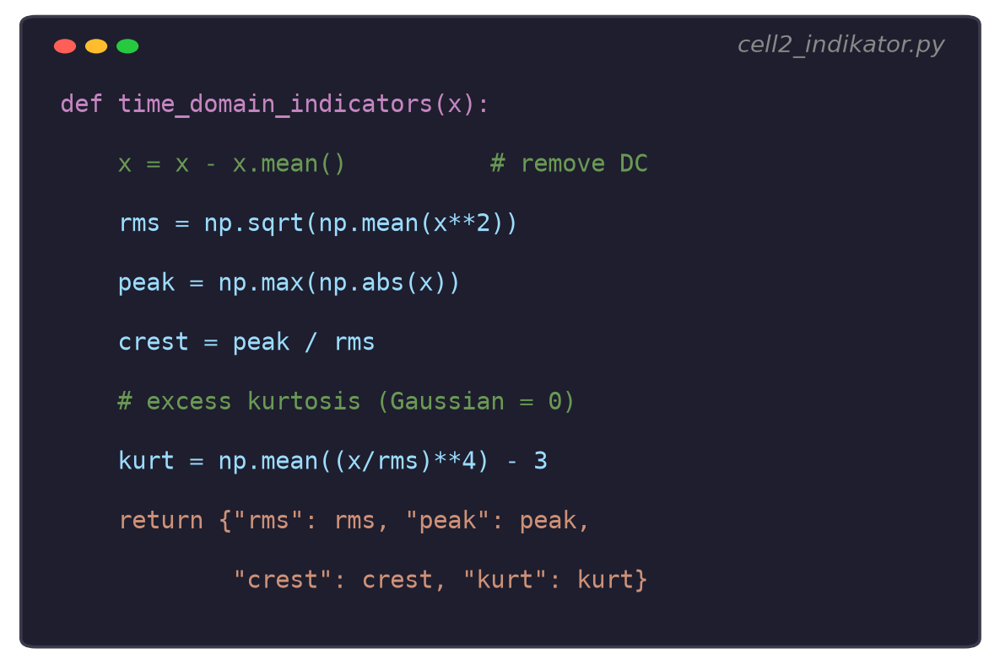 cell2_indikator.py
def time_domain_indicators(x):
    x = x - x.mean()          # remove DC
    rms = np.sqrt(np.mean(x**2))
    peak = np.max(np.abs(x))
    crest = peak / rms
    # excess kurtosis (Gaussian = 0)
    kurt = np.mean((x/rms)**4) - 3
    return {"rms": rms, "peak": peak,
            "crest": crest, "kurt": kurt}